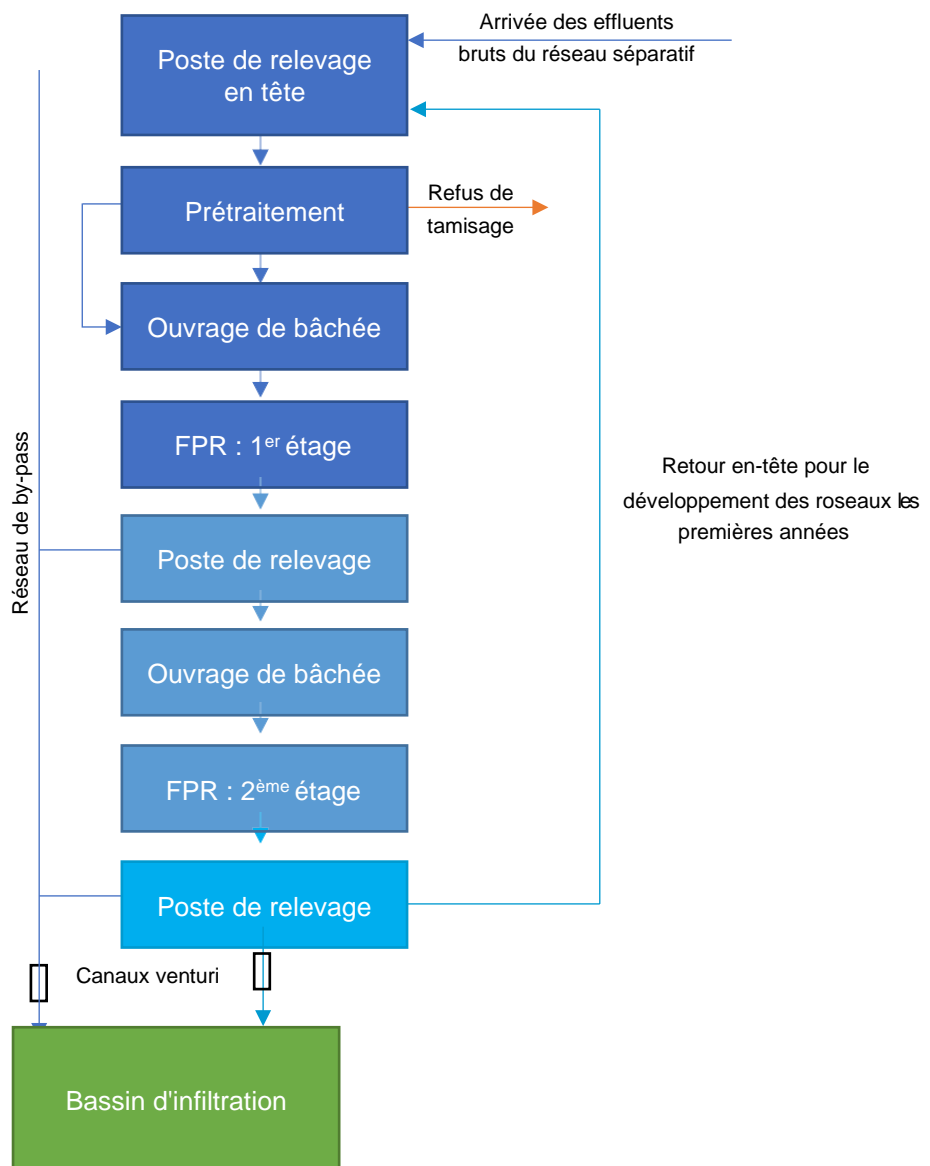 Arrivée des effluents
bruts du réseau séparatif
Poste de relevage
en tête
Prétraitement
Refus de
tamisage
Ouvrage de bâchée
FPR : 1er étage
Réseau de by-pass
Retour en-tête pour le
développement des roseaux les
premières années
Poste de relevage
Ouvrage de bâchée
FPR : 2ème étage
Poste de relevage
Canaux venturi
Bassin d'infiltration